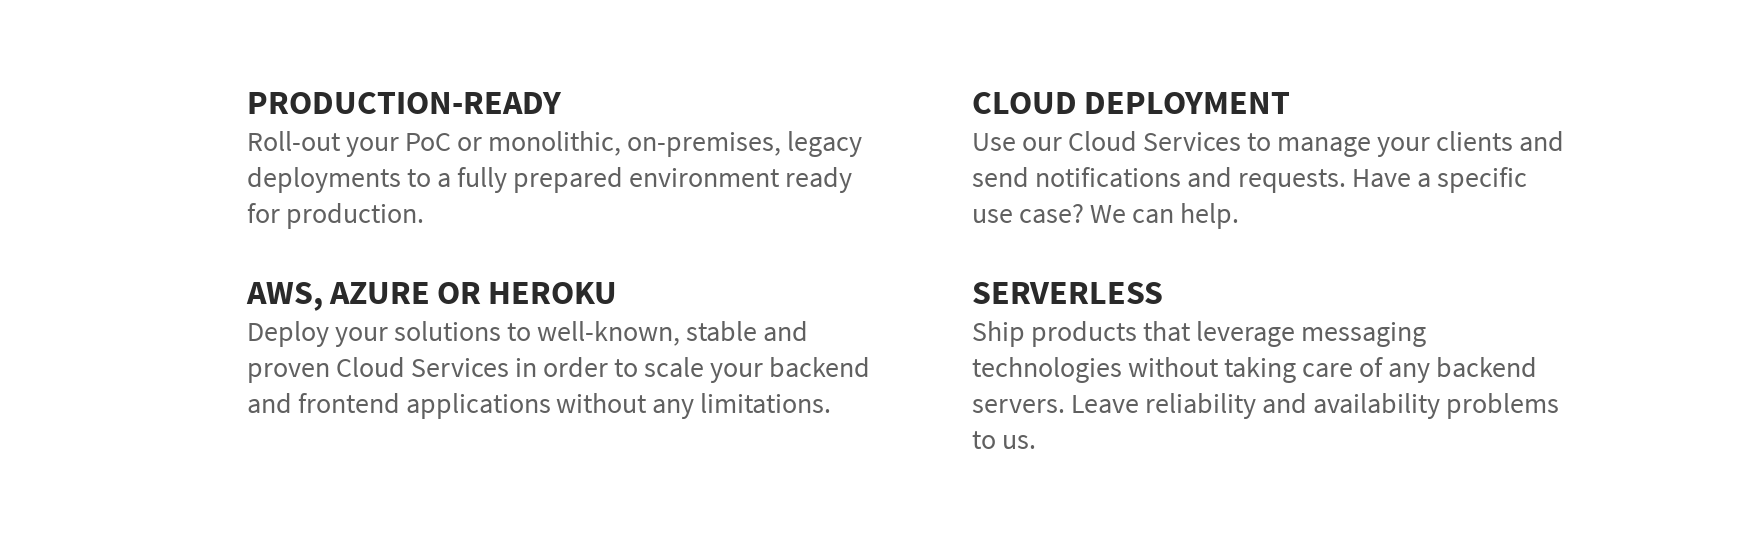 PRODUCTION-READY
Roll-out your PoC or monolithic, on-premises, legacy
deployments to a fully prepared environment ready
for production.
CLOUD DEPLOYMENT
Use our Cloud Services to manage your clients and
send notifications and requests. Have a specific
use case? We can help.
AWS, AZURE OR HEROKU
Deploy your solutions to well-known, stable and
proven Cloud Services in order to scale your backend
and frontend applications without any limitations.
SERVERLESS
Ship products that leverage messaging
technologies without taking care of any backend
servers. Leave reliability and availability problems
to us.